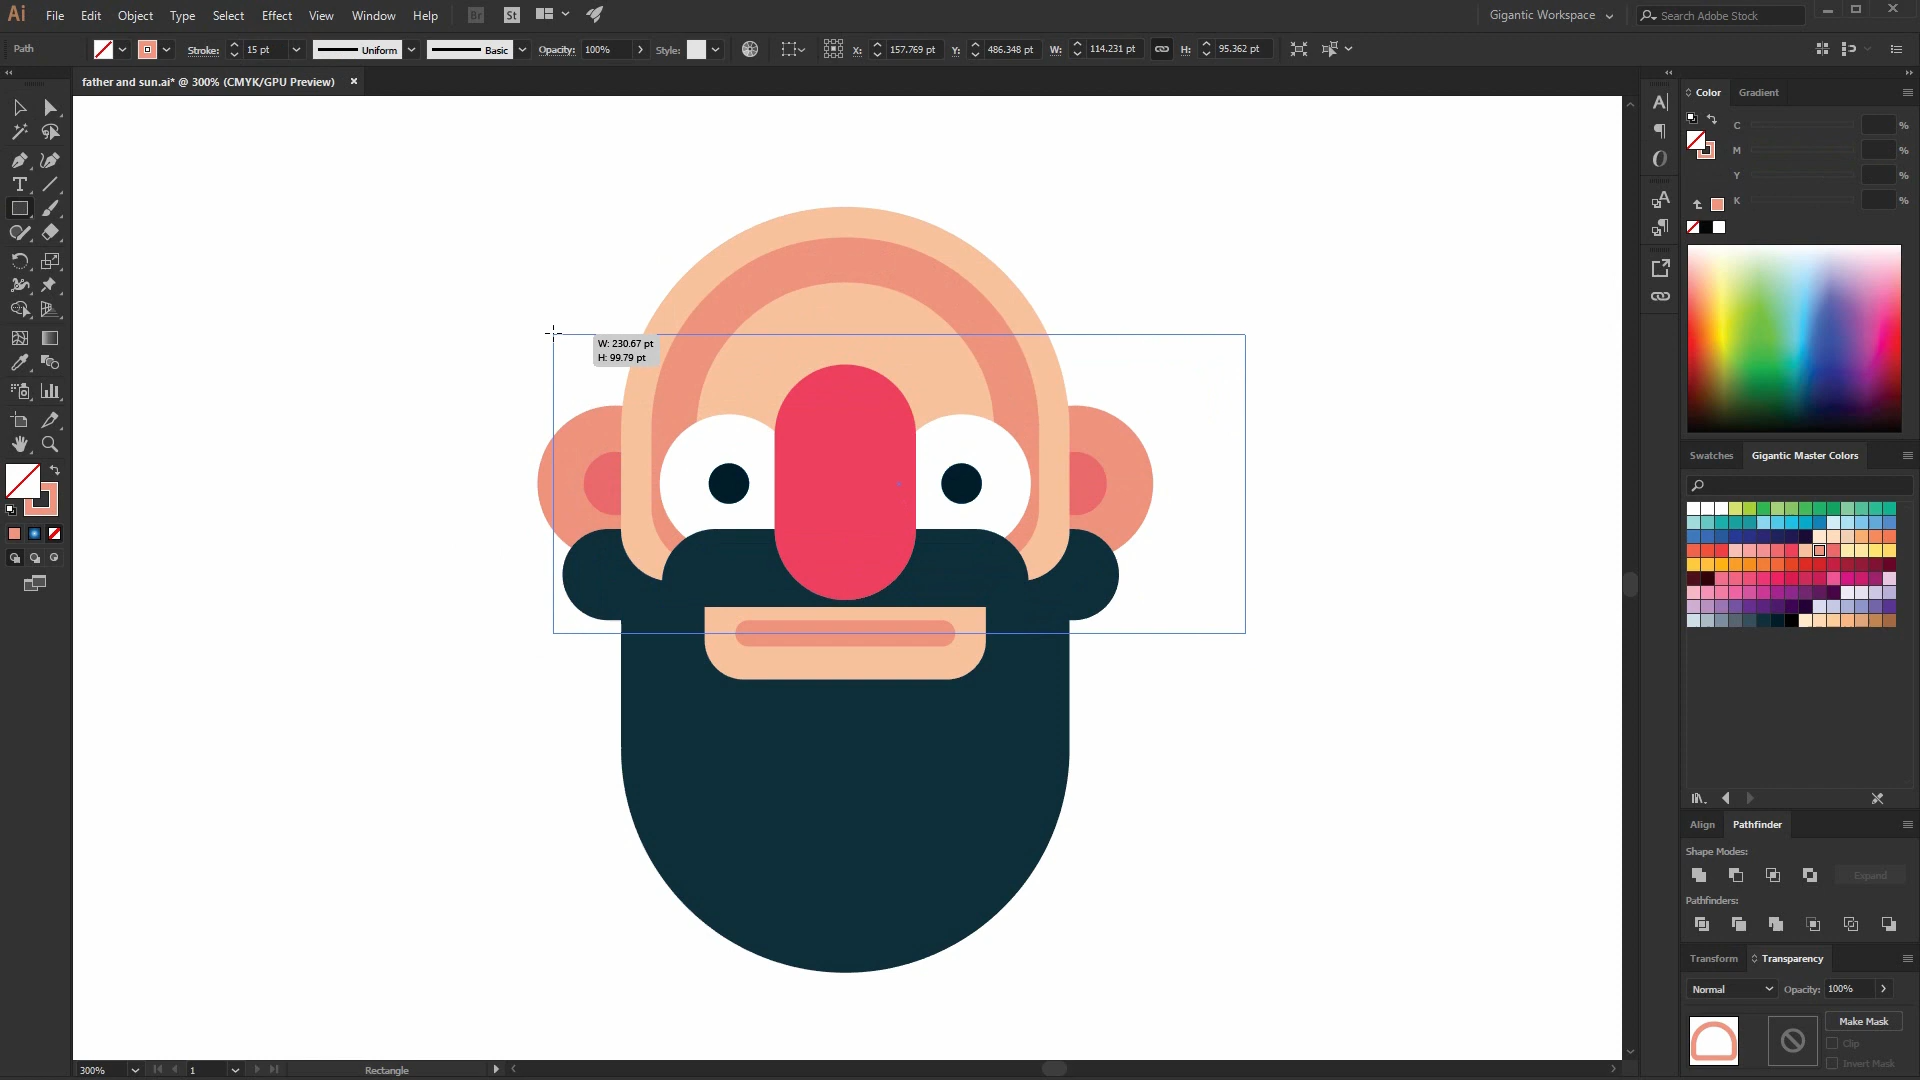 Ai File Edit Object Type Select Effect View Window Help Br St Gigantic Workspace Search Adobe Stock
Path Stroke: 15 pt Uniform Basic Opacity: 100% Style: X: 157.769 pt Y: 486.348 pt W: 114.231 pt H: 95.362 pt
father and sun.ai* @ 300% (CMYK/GPU Preview) ×
Color Gradient
C %
M %
Y %
K %
W: 230.67 pt
H: 99.79 pt
Swatches Gigantic Master Colors
Align Pathfinder
Shape Modes:
Expand
Pathfinders:
Transform Transparency
Normal Opacity: 100%
Make Mask
Clip
Invert Mask
300% 1 Rectangle